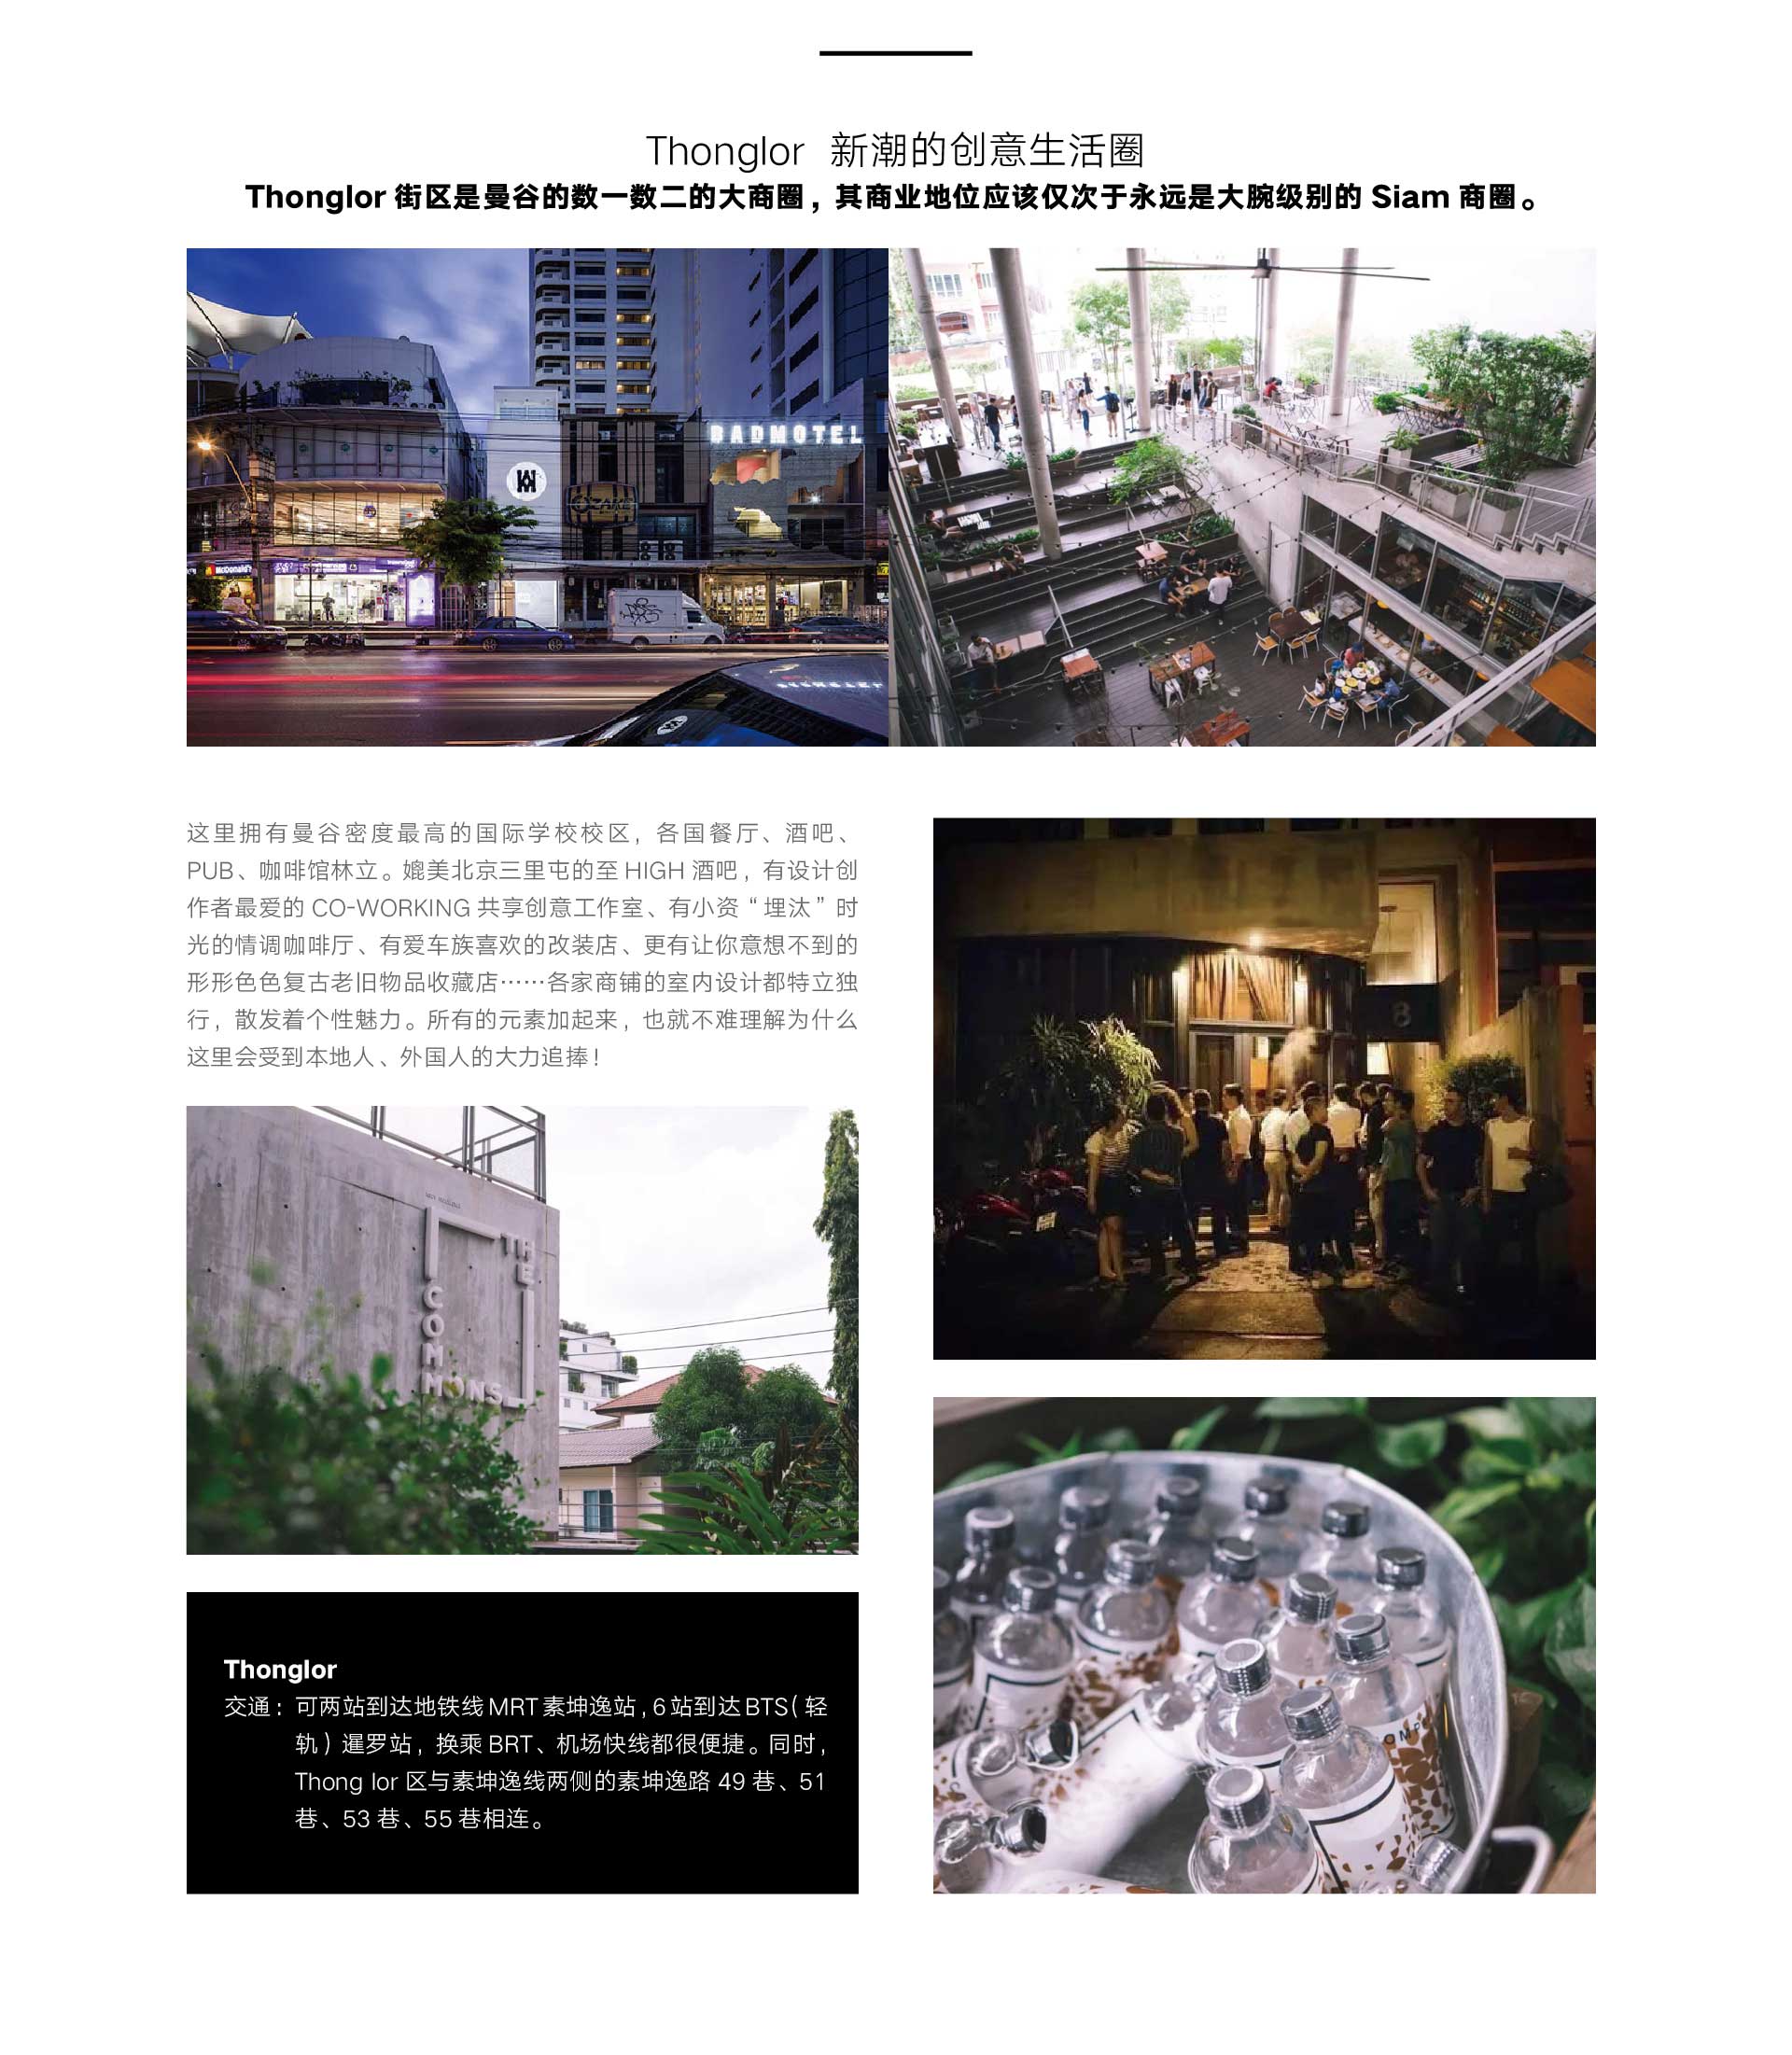 Thonglor 新潮的创意生活圈
Thonglor 街区是曼谷的数一数二的大商圈，其商业地位应该仅次于永远是大腕级别的 Siam 商圈。
BADMOTEL
McDonald's
这里拥有曼谷密度最高的国际学校校区，各国餐厅、酒吧、
PUB、咖啡馆林立。媲美北京三里屯的至 HIGH 酒吧，有设计创
作者最爱的 CO-WORKING 共享创意工作室、有小资“埋汰”时
光的情调咖啡厅、有爱车族喜欢的改装店、更有让你意想不到的
形形色色复古老旧物品收藏店……各家商铺的室内设计都特立独
行，散发着个性魅力。所有的元素加起来，也就不难理解为什么
这里会受到本地人、外国人的大力追捧！
8
THE
COMMONS
Thonglor
交通：可两站到达地铁线 MRT 素坤逸站，6 站到达 BTS（轻
轨）暹罗站，换乘 BRT、机场快线都很便捷。同时，
Thong lor 区与素坤逸线两侧的素坤逸路 49 巷、51
巷、53 巷、55 巷相连。